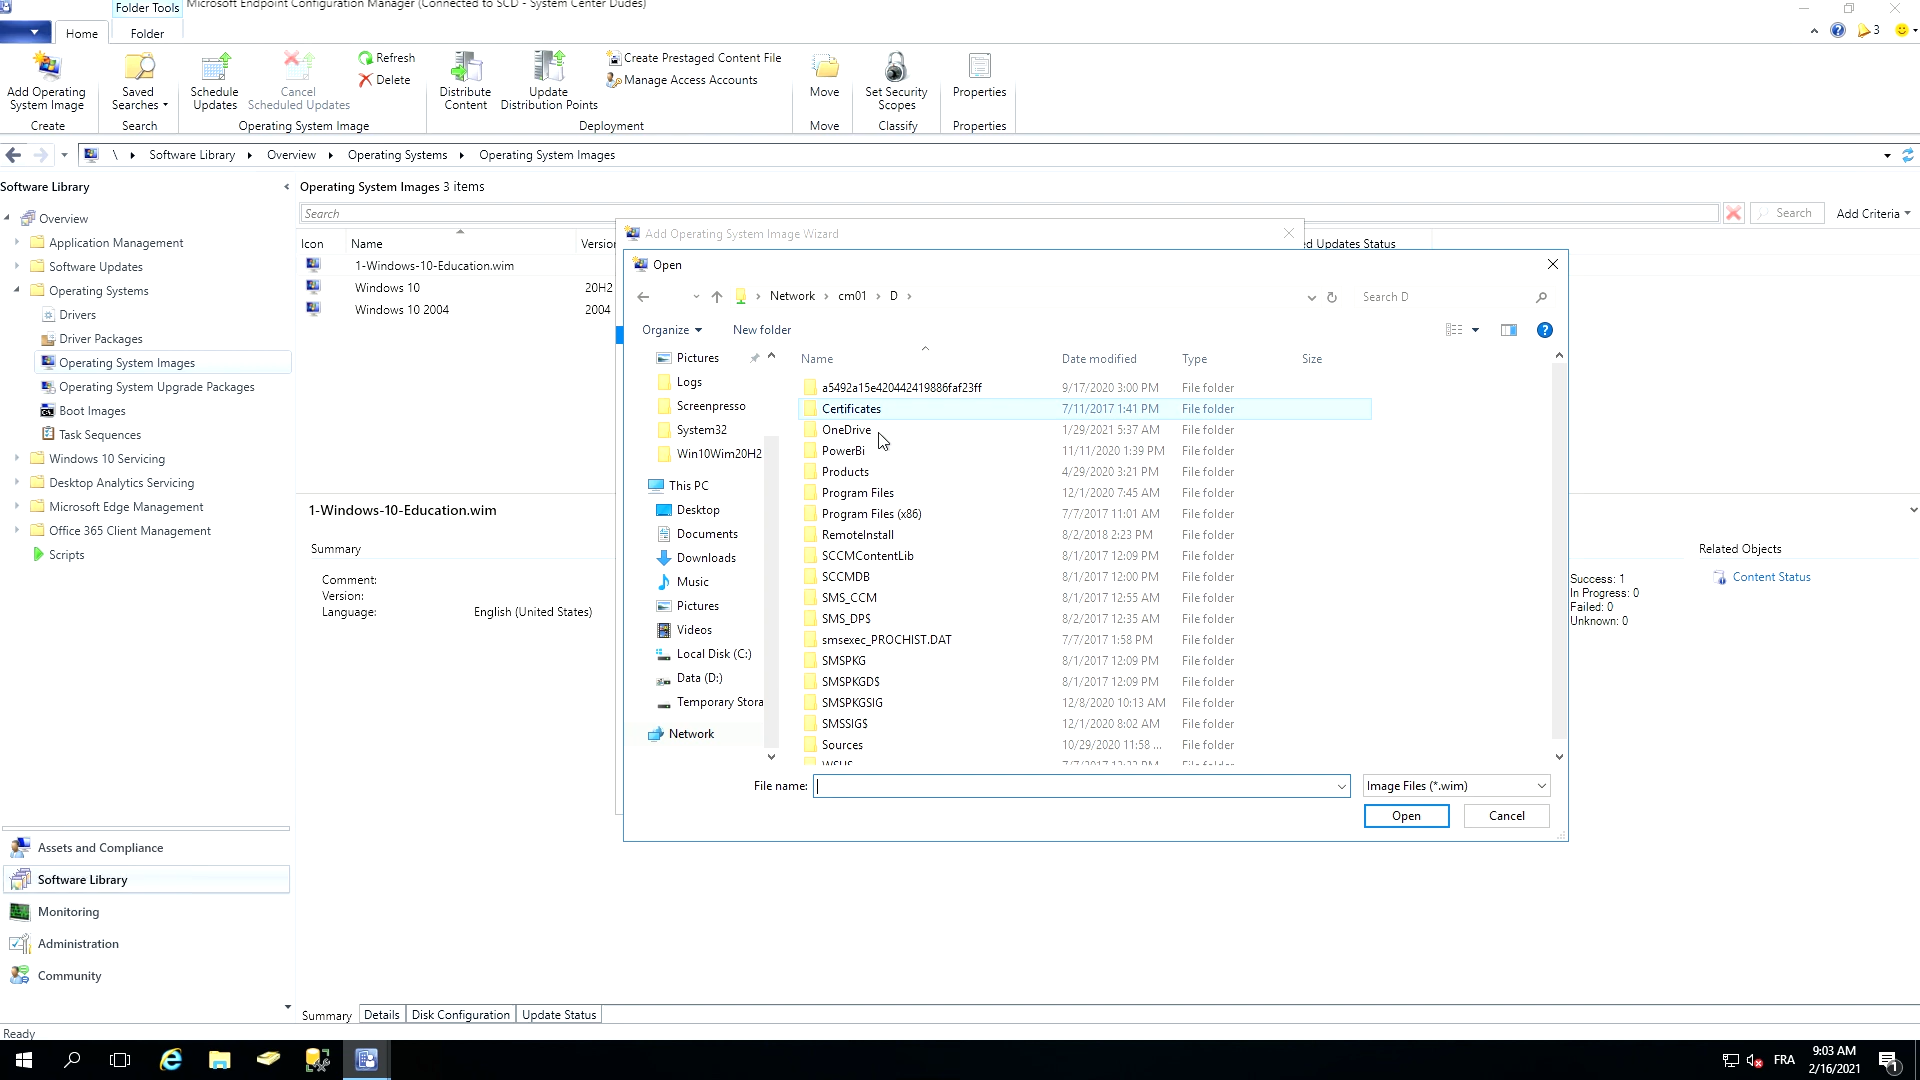 Folder Tools
Microsoft Endpoint Configuration Manager (Connected to SCD - System Center Dudes)
Home
Folder
3
Add Operating
System Image
Saved
Searches
Schedule
Updates
Cancel
Scheduled Updates
Refresh
Delete
Distribute
Content
Update
Distribution Points
Create Prestaged Content File
Manage Access Accounts
Move
Set Security
Scopes
Properties
Create
Search
Operating System Image
Deployment
Move
Classify
Properties
\
Software Library
Overview
Operating Systems
Operating System Images
Software Library
Operating System Images 3 items
Search
Search
Add Criteria
Overview
Application Management
Software Updates
Operating Systems
Drivers
Driver Packages
Operating System Images
Operating System Upgrade Packages
Boot Images
Task Sequences
Windows 10 Servicing
Desktop Analytics Servicing
Microsoft Edge Management
Office 365 Client Management
Scripts
Icon
Name
Version
ed Updates Status
1-Windows-10-Education.wim
Windows 10
20H2
Windows 10 2004
2004
Add Operating System Image Wizard
Open
Network
cm01
D
Search D
Organize
New folder
Pictures
Logs
Screenpresso
System32
Win10Wim20H2
This PC
Desktop
Documents
Downloads
Music
Pictures
Videos
Local Disk (C:)
Data (D:)
Temporary Stora
Network
Name
Date modified
Type
Size
a5492a15e420442419886faf23ff 9/17/2020 3:00 PM File folder
Certificates 7/11/2017 1:41 PM File folder
OneDrive 1/29/2021 5:37 AM File folder
PowerBi 11/11/2020 1:39 PM File folder
Products 4/29/2020 3:21 PM File folder
Program Files 12/1/2020 7:45 AM File folder
Program Files (x86) 7/7/2017 11:01 AM File folder
RemoteInstall 8/2/2018 2:23 PM File folder
SCCMContentLib 8/1/2017 12:09 PM File folder
SCCMDB 8/1/2017 12:00 PM File folder
SMS_CCM 8/1/2017 12:55 AM File folder
SMS_DP$ 8/2/2017 12:35 AM File folder
smsexec_PROCHIST.DAT 7/7/2017 1:58 PM File folder
SMSPKG 8/1/2017 12:09 PM File folder
SMSPKGD$ 8/1/2017 12:09 PM File folder
SMSPKGSIG 12/8/2020 10:13 AM File folder
SMSSIG$ 12/1/2020 8:02 AM File folder
Sources 10/29/2020 11:58 ... File folder
WSUS
File name:
Image Files (*.wim)
Open
Cancel
1-Windows-10-Education.wim
Summary
Comment:
Version:
Language: English (United States)
Success: 1
In Progress: 0
Failed: 0
Unknown: 0
Related Objects
Content Status
Assets and Compliance
Software Library
Monitoring
Administration
Community
Summary
Details
Disk Configuration
Update Status
Ready
FRA
9:03 AM
2/16/2021
1